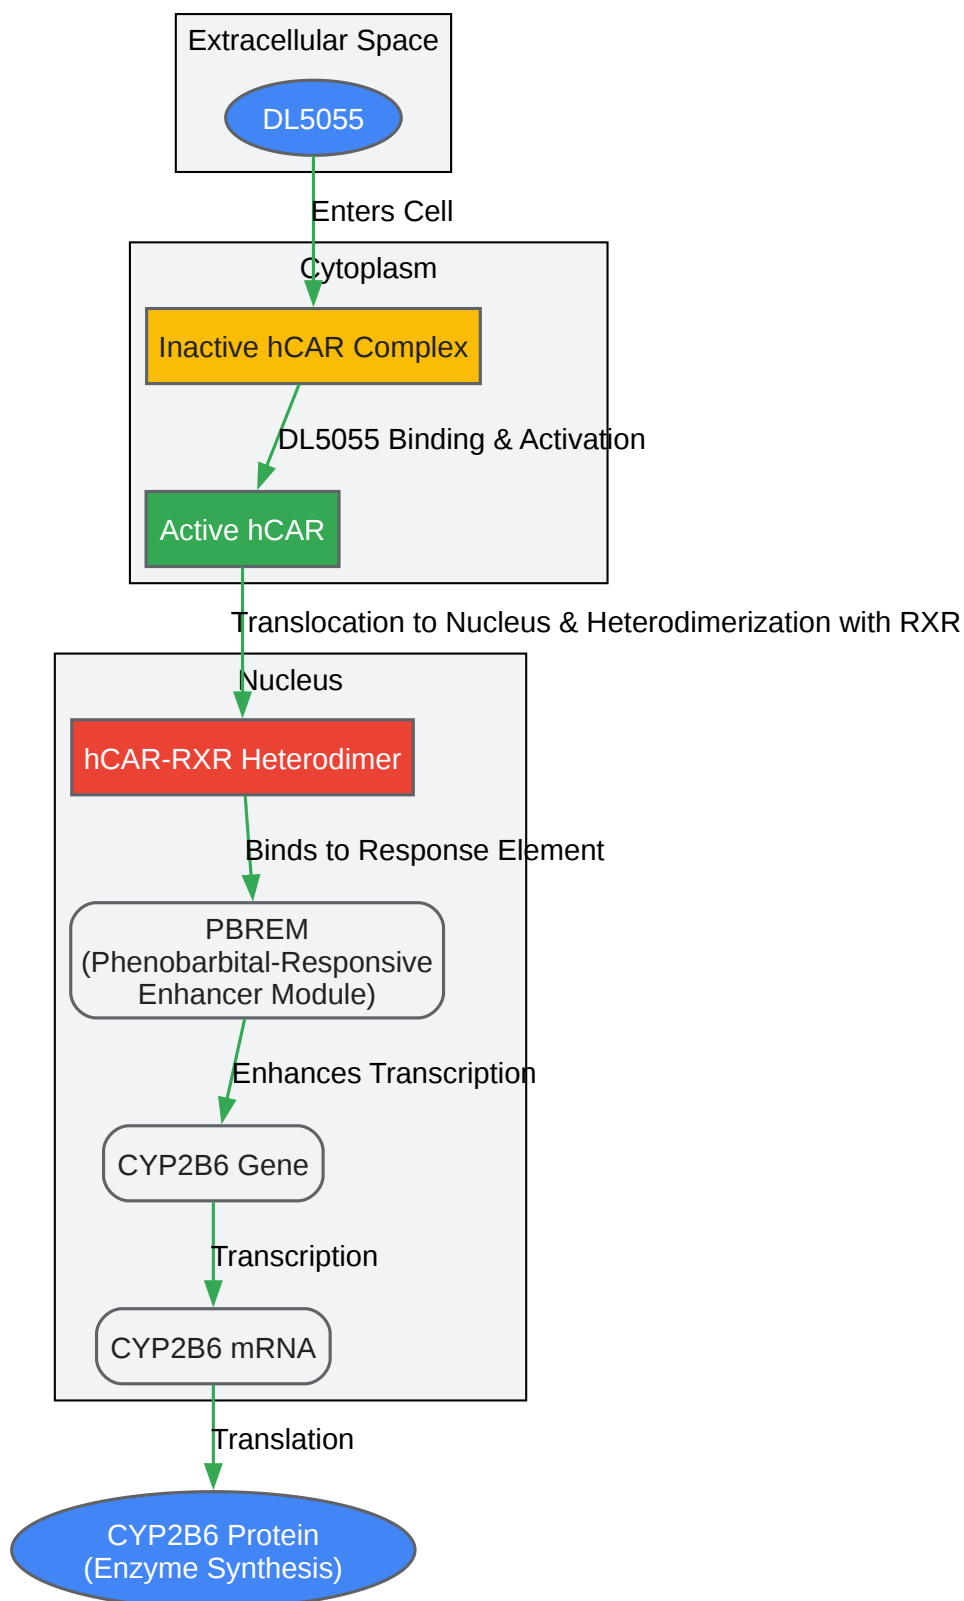 Extracellular Space
DL5055
Enters Cell
Cytoplasm
Inactive hCAR Complex
DL5055 Binding & Activation
Active hCAR
Translocation to Nucleus & Heterodimerization with RXR
Nucleus
hCAR-RXR Heterodimer
Binds to Response Element
PBREM
(Phenobarbital-Responsive
Enhancer Module)
Enhances Transcription
CYP2B6 Gene
Transcription
CYP2B6 mRNA
Translation
CYP2B6 Protein
(Enzyme Synthesis)